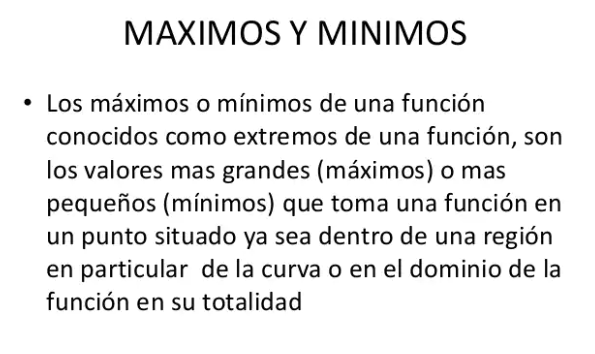 MAXIMOS Y MINIMOS
• Los máximos o mínimos de una función
conocidos como extremos de una función, son
los valores mas grandes (máximos) o mas
pequeños (mínimos) que toma una función en
un punto situado ya sea dentro de una región
en particular  de la curva o en el dominio de la
función en su totalidad